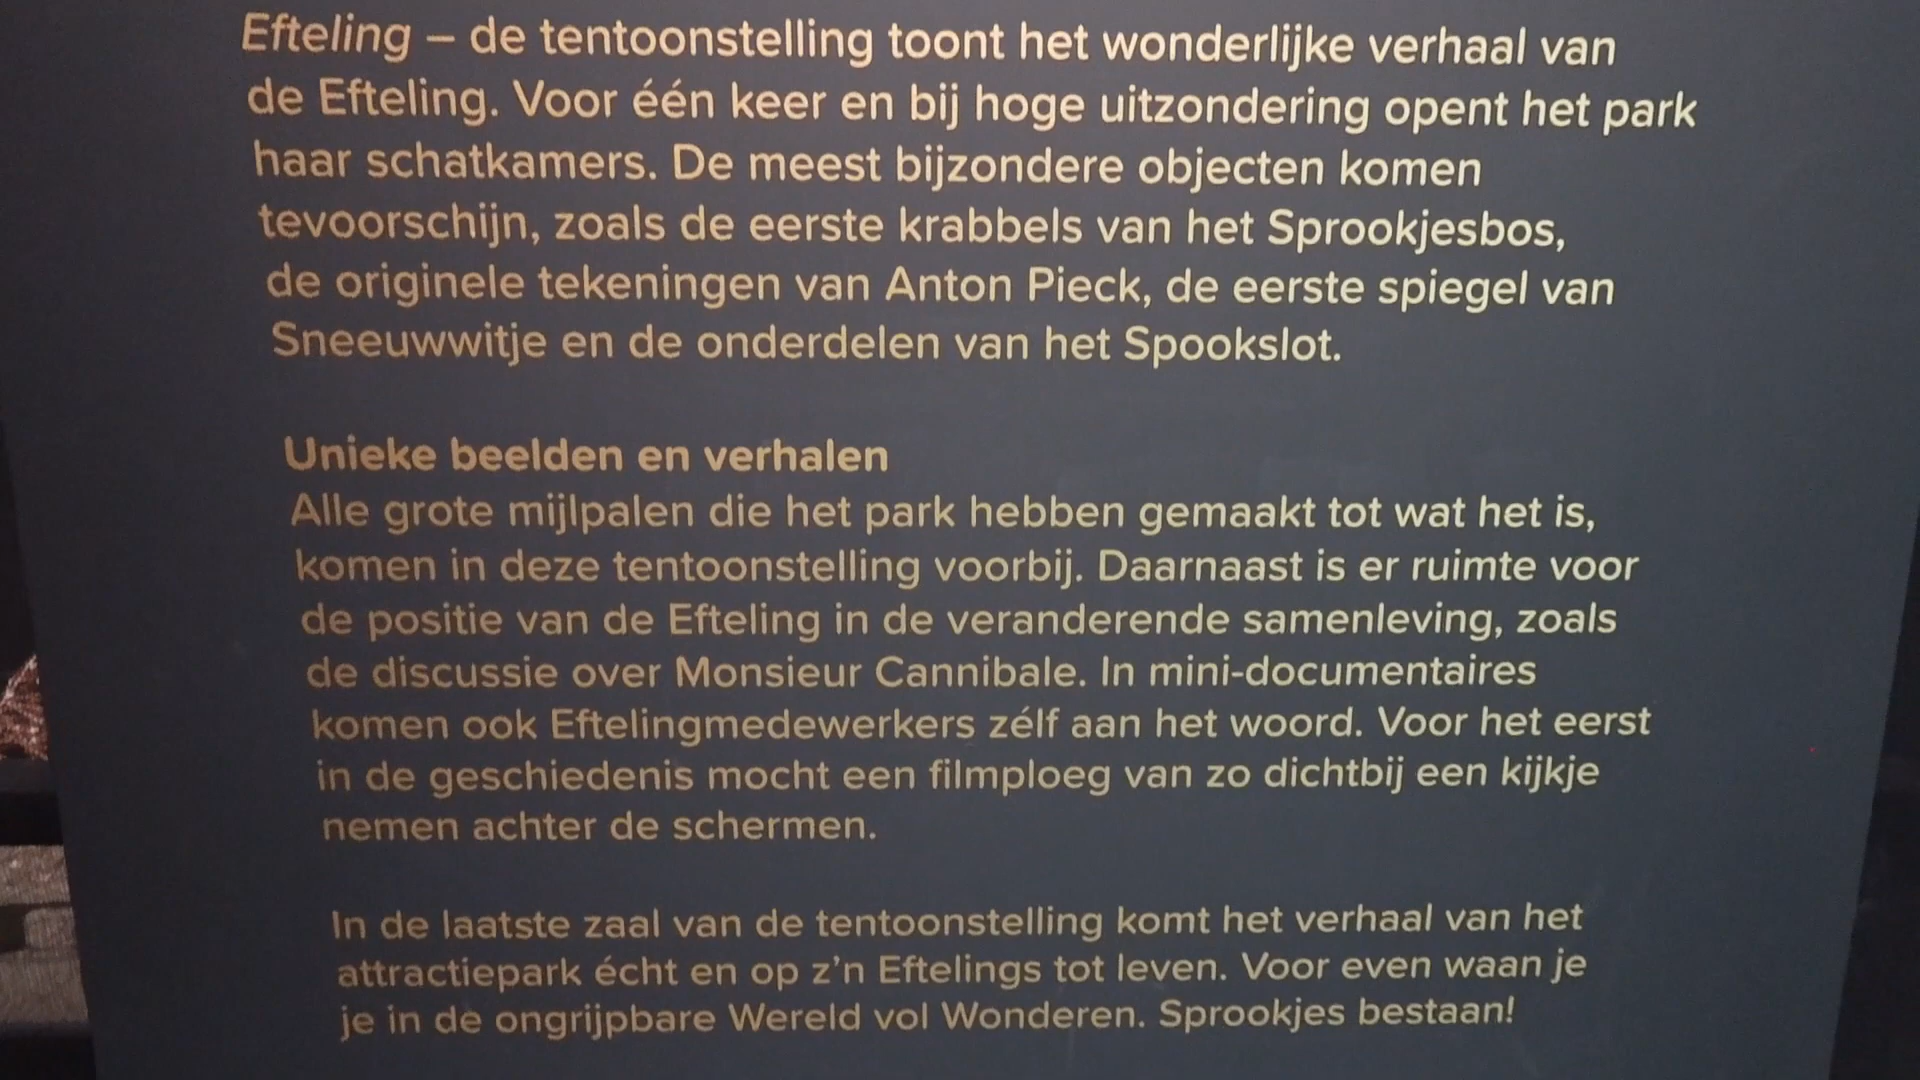 Efteling – de tentoonstelling toont het wonderlijke verhaal van
de Efteling. Voor één keer en bij hoge uitzondering opent het park
haar schatkamers. De meest bijzondere objecten komen
tevoorschijn, zoals de eerste krabbels van het Sprookjesbos,
de originele tekeningen van Anton Pieck, de eerste spiegel van
Sneeuwwitje en de onderdelen van het Spookslot.
Unieke beelden en verhalen
Alle grote mijlpalen die het park hebben gemaakt tot wat het is,
komen in deze tentoonstelling voorbij. Daarnaast is er ruimte voor
de positie van de Efteling in de veranderende samenleving, zoals
de discussie over Monsieur Cannibale. In mini-documentaires
komen ook Eftelingmedewerkers zélf aan het woord. Voor het eerst
in de geschiedenis mocht een filmploeg van zo dichtbij een kijkje
nemen achter de schermen.
In de laatste zaal van de tentoonstelling komt het verhaal van het
attractiepark écht en op z'n Eftelings tot leven. Voor even waan je
je in de ongrijpbare Wereld vol Wonderen. Sprookjes bestaan!